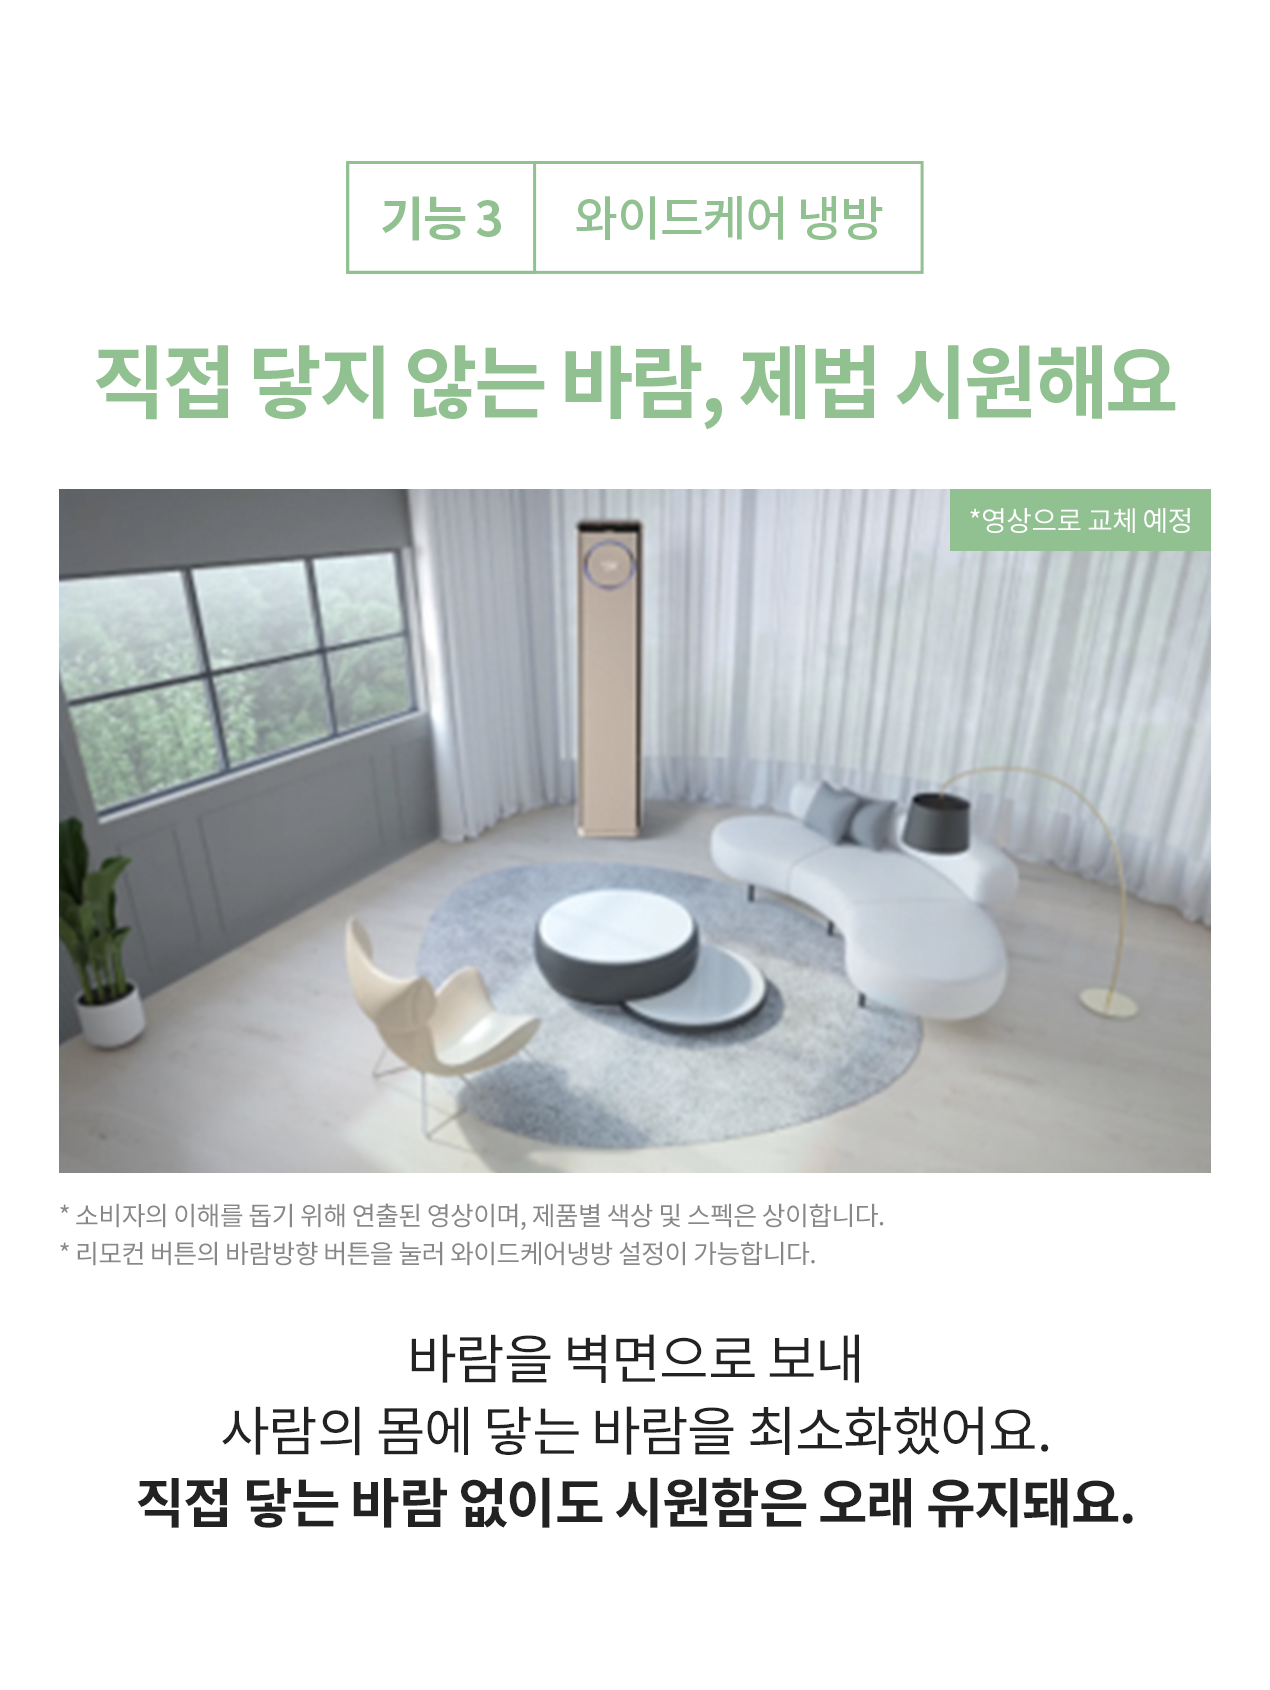 기능 3
와이드케어 냉방
직접 닿지 않는 바람, 제법 시원해요
*영상으로 교체 예정
* 소비자의 이해를 돕기 위해 연출된 영상이며, 제품별 색상 및 스펙은 상이합니다.
* 리모컨 버튼의 바람방향 버튼을 눌러 와이드케어냉방 설정이 가능합니다.
바람을 벽면으로 보내
사람의 몸에 닿는 바람을 최소화했어요.
직접 닿는 바람 없이도 시원함은 오래 유지돼요.